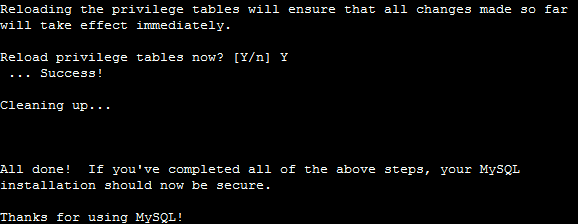 Reloading the privilege tables will ensure that all changes made so far
will take effect immediately.
Reload privilege tables now? [Y/n] Y
 ... Success!
Cleaning up...
All done!  If you've completed all of the above steps, your MySQL
installation should now be secure.
Thanks for using MySQL!